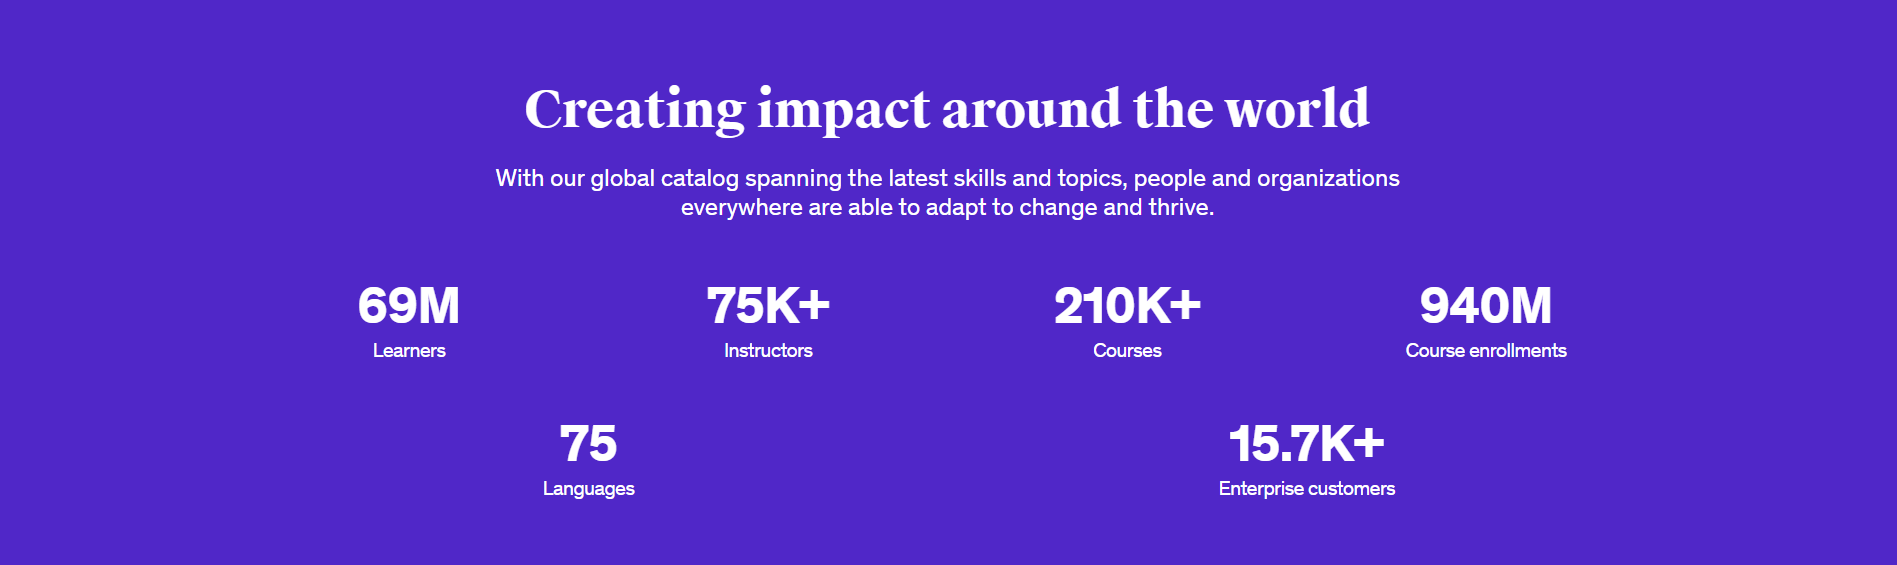 Creating impact around the world
With our global catalog spanning the latest skills and topics, people and organizations
everywhere are able to adapt to change and thrive.
69M
Learners
75K+
Instructors
210K+
Courses
940M
Course enrollments
75
Languages
15.7K+
Enterprise customers